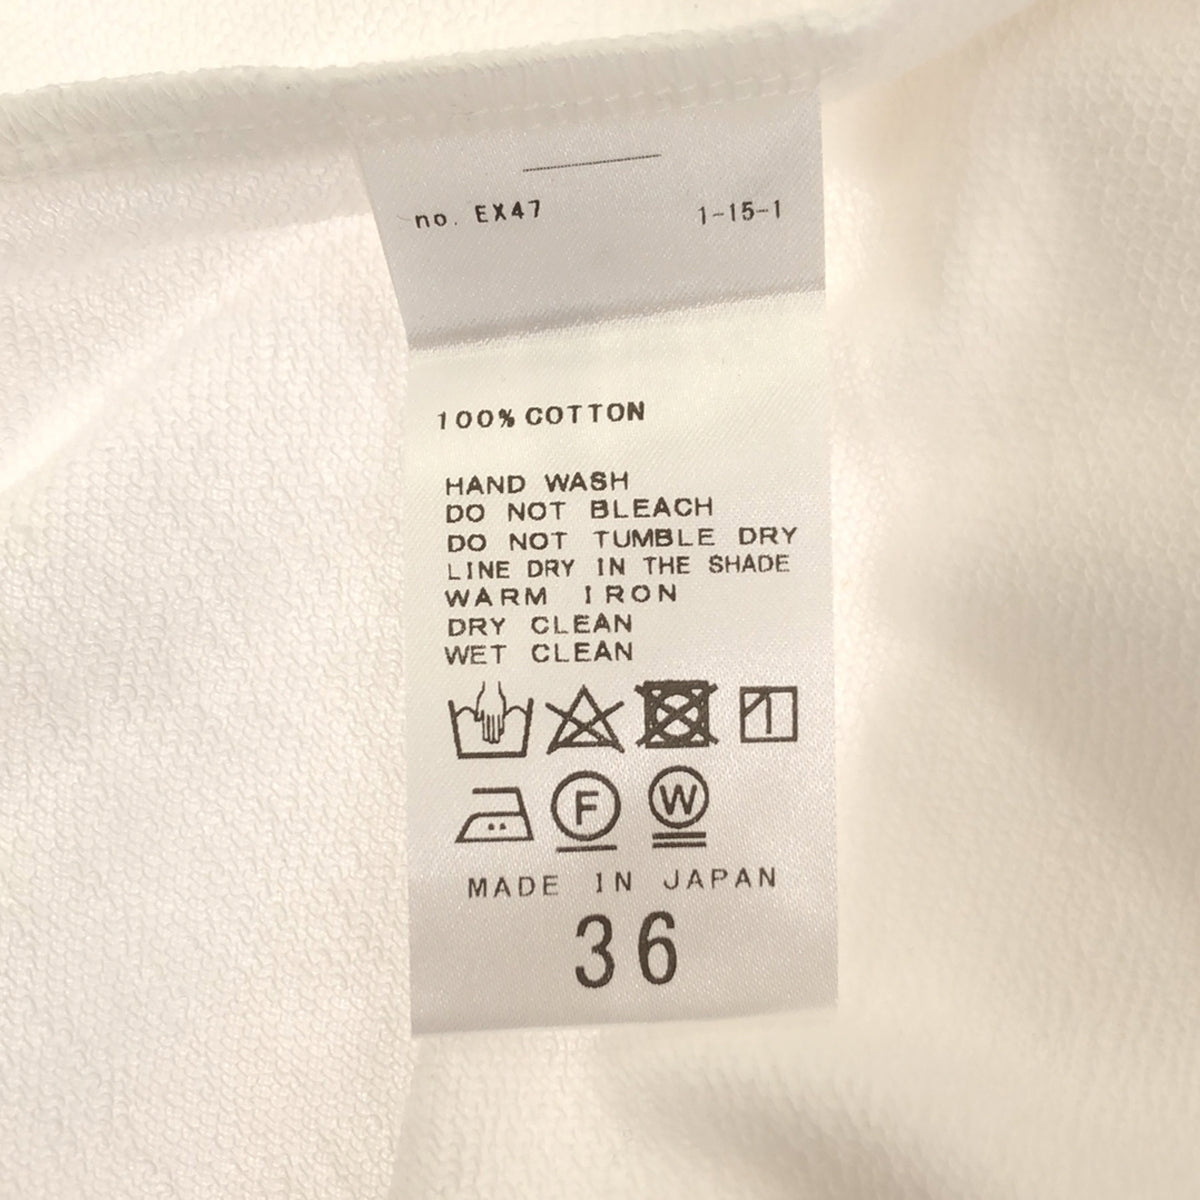 no. EX47 1-15-1
100% COTTON
HAND WASH
DO NOT BLEACH
DO NOT TUMBLE DRY
LINE DRY IN THE SHADE
WARM IRON
DRY CLEAN
WET CLEAN
F W
MADE IN JAPAN
36